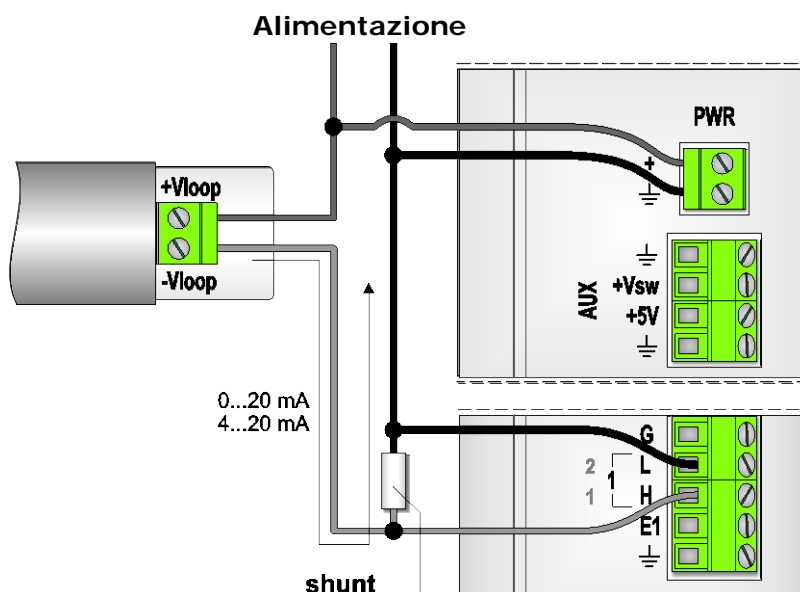 Alimentazione
PWR
+
+Vloop
-Vloop
AUX
+Vsw
+5V
0...20 mA
4...20 mA
G
2
L
1
1
H
E1
shunt